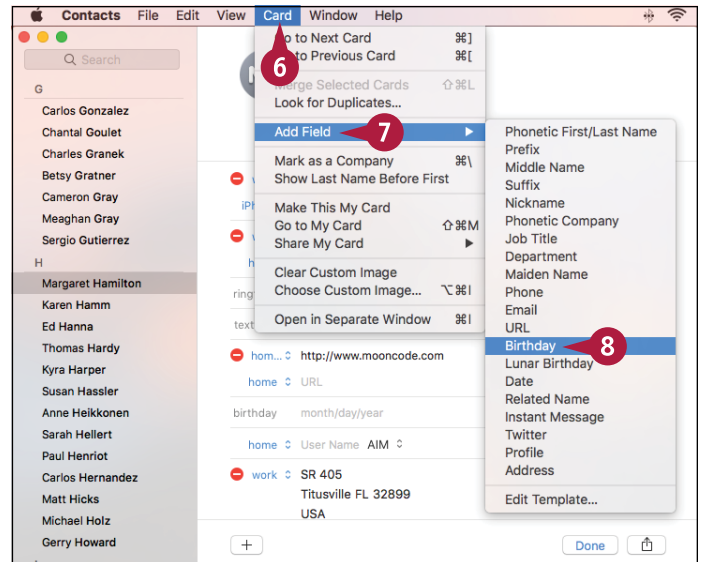 Contacts File Edit View Card Window Help
Search
G
Carlos Gonzalez
Chantal Goulet
Charles Granek
Betsy Gratner
Cameron Gray
Meaghan Gray
Sergio Gutierrez
H
Margaret Hamilton
Karen Hamm
Ed Hanna
Thomas Hardy
Kyra Harper
Susan Hassler
Anne Heikkonen
Sarah Hellert
Paul Henriot
Carlos Hernandez
Matt Hicks
Michael Holz
Gerry Howard
Go to Next Card ⌘]
to Previous Card ⌘[
6
Merge Selected Cards ⇧⌘L
Look for Duplicates...
Add Field 7 ▶
Mark as a Company ⌘\
Show Last Name Before First
Make This My Card
Go to My Card ⇧⌘M
Share My Card ▶
Clear Custom Image
Choose Custom Image... ⌥⌘I
Open in Separate Window ⌘I
Phonetic First/Last Name
Prefix
Middle Name
Suffix
Nickname
Phonetic Company
Job Title
Department
Maiden Name
Phone
Email
URL
Birthday 8
Lunar Birthday
Date
Related Name
Instant Message
Twitter
Profile
Address
Edit Template...
ring
text
hom... http://www.mooncode.com
home URL
birthday month/day/year
home User Name AIM
work SR 405
Titusville FL 32899
USA
+
Done